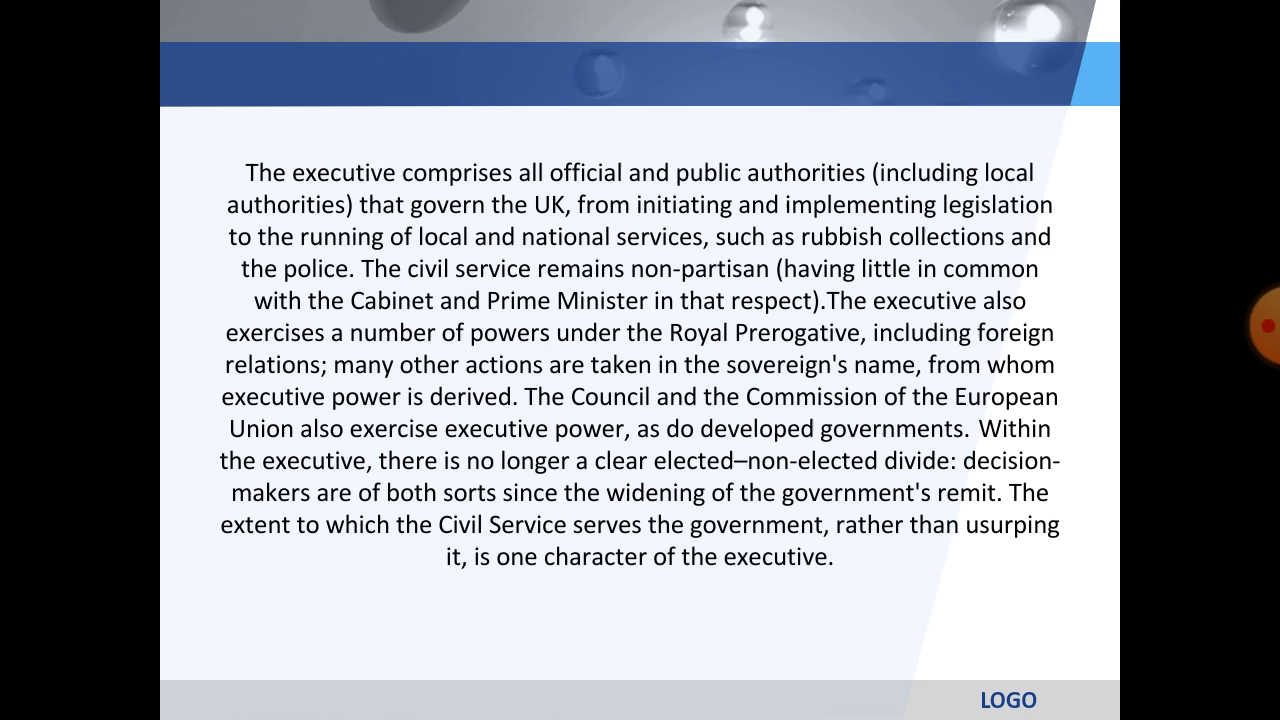 The executive comprises all official and public authorities (including local
authorities) that govern the UK, from initiating and implementing legislation
to the running of local and national services, such as rubbish collections and
the police. The civil service remains non-partisan (having little in common
with the Cabinet and Prime Minister in that respect).The executive also
exercises a number of powers under the Royal Prerogative, including foreign
relations; many other actions are taken in the sovereign's name, from whom
executive power is derived. The Council and the Commission of the European
Union also exercise executive power, as do developed governments. Within
the executive, there is no longer a clear elected–non-elected divide: decision-
makers are of both sorts since the widening of the government's remit. The
extent to which the Civil Service serves the government, rather than usurping
it, is one character of the executive.
LOGO